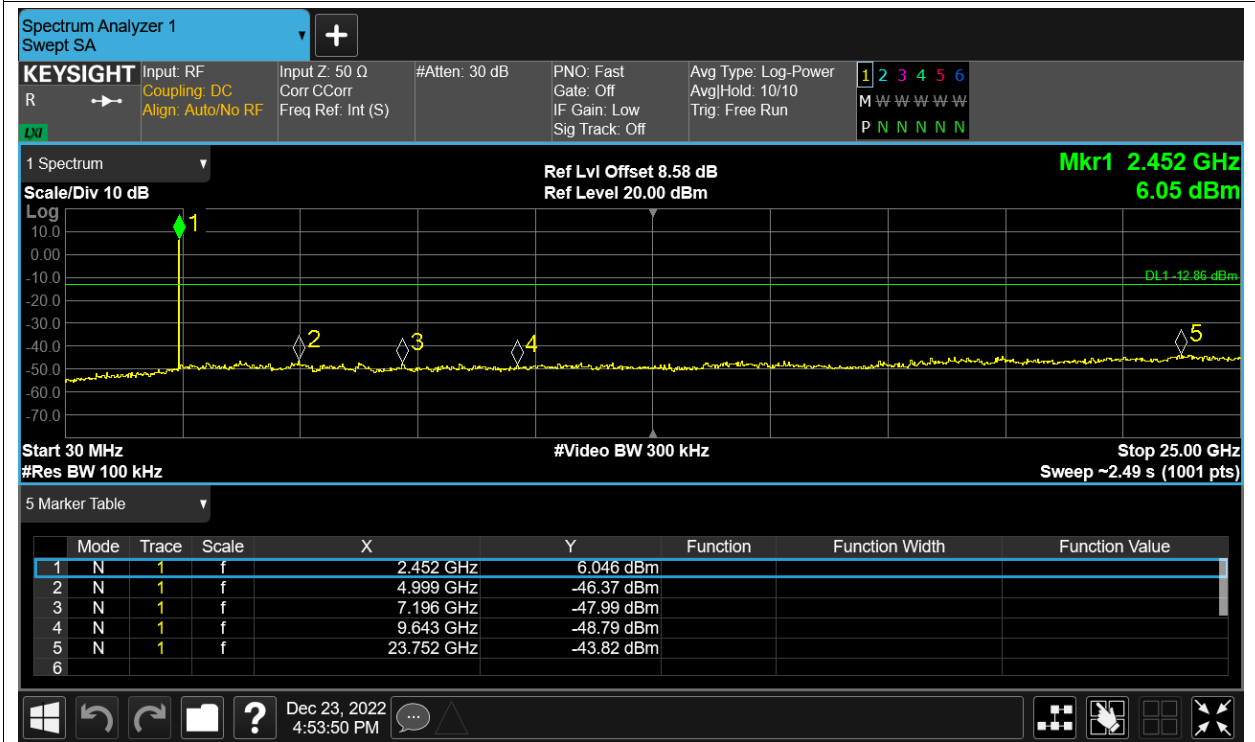 Spectrum Analyzer 1
Swept SA
+
KEYSIGHT Input: RF Input Z: 50 Ω #Atten: 30 dB PNO: Fast Avg Type: Log-Power 1 2 3 4 5 6
R Coupling: DC Corr CCorr Gate: Off Avg|Hold: 10/10 M W W W W W
Align: Auto/No RF Freq Ref: Int (S) IF Gain: Low Trig: Free Run
LXI Sig Track: Off P N N N N N
1 Spectrum Ref Lvl Offset 8.58 dB Mkr1 2.452 GHz
Scale/Div 10 dB Ref Level 20.00 dBm 6.05 dBm
Log
1
10.0
0.00
-10.0 DL1 -12.86 dBm
-20.0
-30.0
2 3 4 5
-40.0
-50.0
-60.0
-70.0
Start 30 MHz #Video BW 300 kHz Stop 25.00 GHz
#Res BW 100 kHz Sweep ~2.49 s (1001 pts)
5 Marker Table
Mode Trace Scale X Y Function Function Width Function Value
1 N 1 f 2.452 GHz 6.046 dBm
2 N 1 f 4.999 GHz -46.37 dBm
3 N 1 f 7.196 GHz -47.99 dBm
4 N 1 f 9.643 GHz -48.79 dBm
5 N 1 f 23.752 GHz -43.82 dBm
6
? Dec 23, 2022
4:53:50 PM